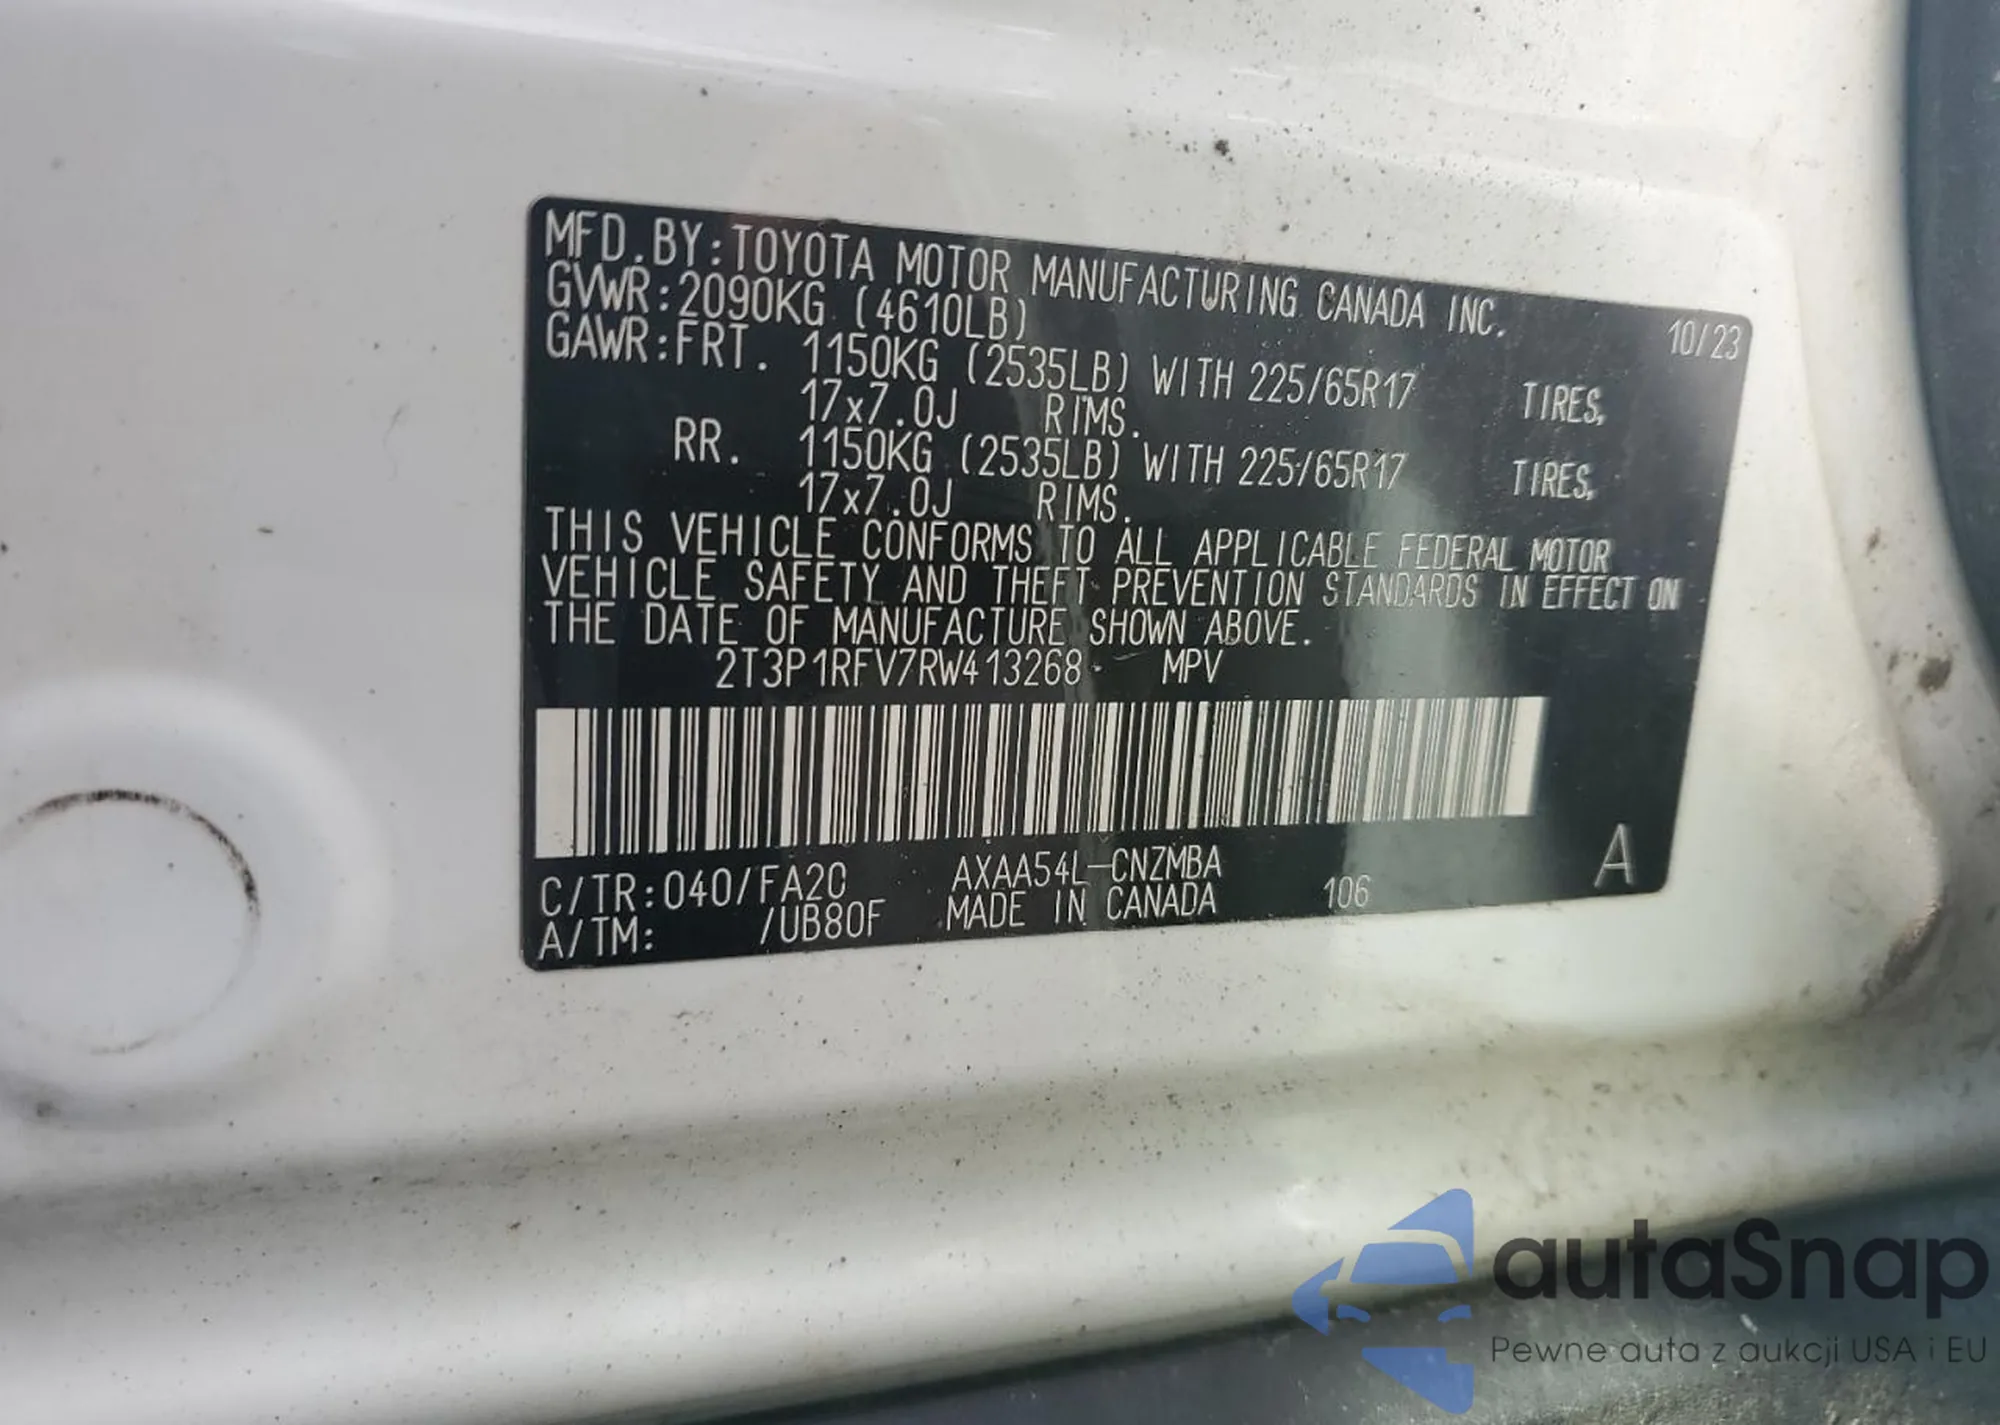 MFD.BY:TOYOTA MOTOR MANUFACTURING CANADA INC. 10/23
GVWR:2090KG (4610LB)
GAWR:FRT. 1150KG (2535LB) WITH 225/65R17 TIRES,
17x7.0J RIMS.
RR. 1150KG (2535LB) WITH 225/65R17 TIRES,
17x7.0J RIMS.
THIS VEHICLE CONFORMS TO ALL APPLICABLE FEDERAL MOTOR
VEHICLE SAFETY AND THEFT PREVENTION STANDARDS IN EFFECT ON
THE DATE OF MANUFACTURE SHOWN ABOVE.
2T3P1RFV7RW413268 MPV
C/TR:040/FA20 AXAA54L-CNZMBA A
A/TM: /UB80F MADE IN CANADA 106
autaSnap
Pewne auta z aukcji USA i EU